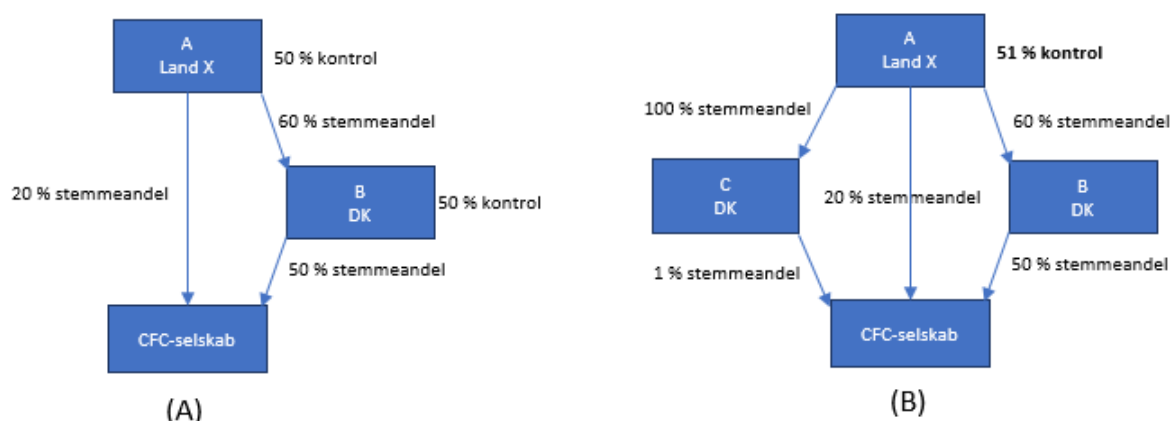 A
Land X
50 % kontrol
60 % stemmeandel
20 % stemmeandel
B
DK
50 % kontrol
50 % stemmeandel
CFC-selskab
(A)
A
Land X
51 % kontrol
100 % stemmeandel
60 % stemmeandel
C
DK
20 % stemmeandel
B
DK
1 % stemmeandel
50 % stemmeandel
CFC-selskab
(B)